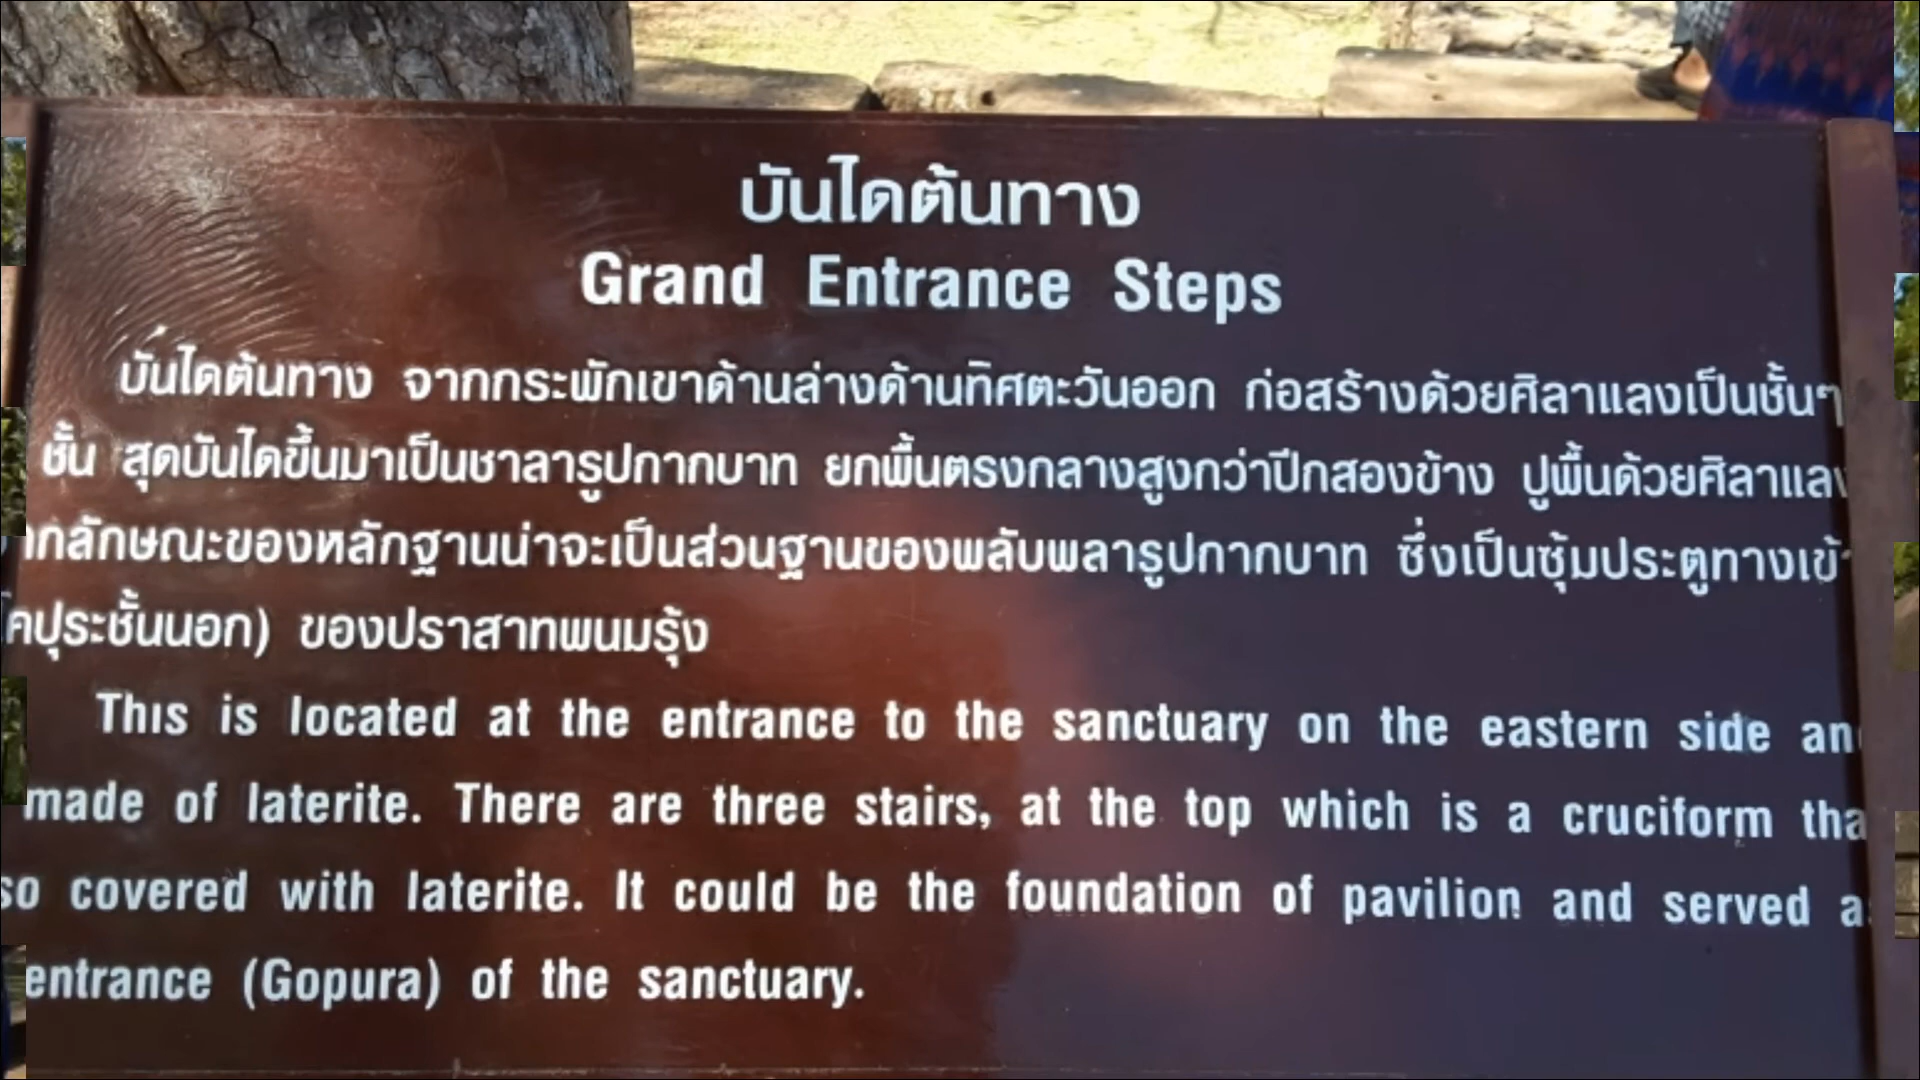 บันไดต้นทาง
Grand Entrance Steps
บันไดต้นทาง จากกระพักเขาด้านล่างด้านทิศตะวันออก ก่อสร้างด้วยศิลาแลงเป็นชั้นๆ
ชั้น สุดบันไดขึ้นมาเป็นชาลารูปกากบาท ยกพื้นตรงกลางสูงกว่าปีกสองข้าง ปูพื้นด้วยศิลาแล
ากลักษณะของหลักฐานน่าจะเป็นส่วนฐานของพลับพลารูปกากบาท ซึ่งเป็นซุ้มประตูทางเข้า
คปุระชั้นนอก) ของปราสาทพนมรุ้ง
This is located at the entrance to the sanctuary on the eastern side an
made of laterite. There are three stairs, at the top which is a cruciform tha
so covered with laterite. It could be the foundation of pavilion and served a
entrance (Gopura) of the sanctuary.